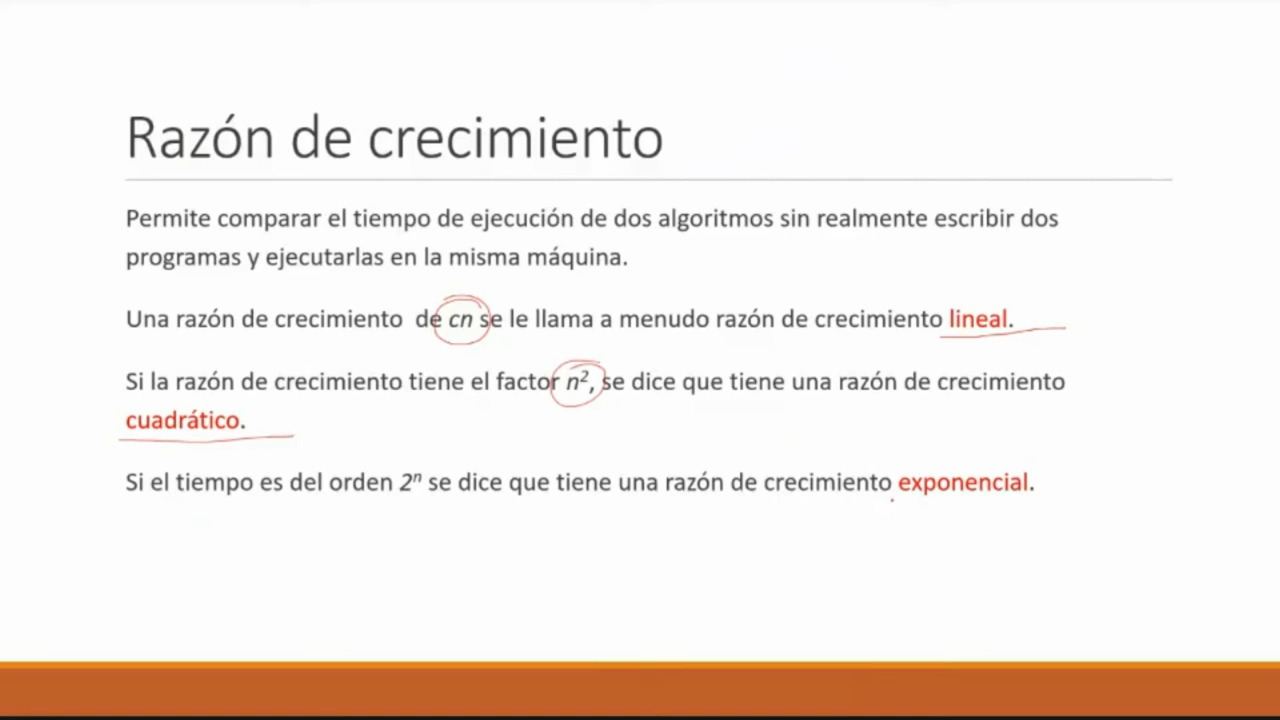 Razón de crecimiento
Permite comparar el tiempo de ejecución de dos algoritmos sin realmente escribir dos
programas y ejecutarlas en la misma máquina.
Una razón de crecimiento de cn se le llama a menudo razón de crecimiento lineal.
Si la razón de crecimiento tiene el factor n², se dice que tiene una razón de crecimiento
cuadrático.
Si el tiempo es del orden 2ⁿ se dice que tiene una razón de crecimiento exponencial.